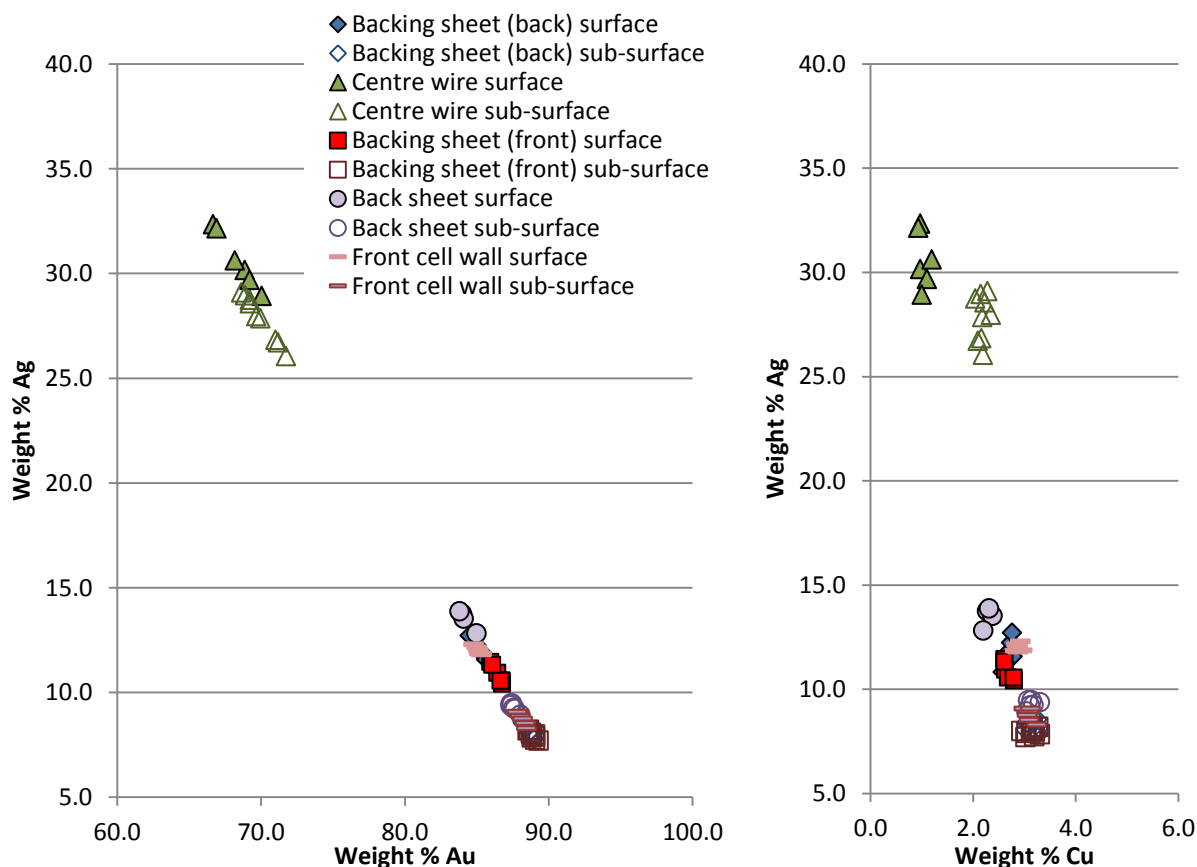 Backing sheet (back) surface
Backing sheet (back) sub-surface
Centre wire surface
Centre wire sub-surface
Backing sheet (front) surface
Backing sheet (front) sub-surface
Back sheet surface
Back sheet sub-surface
Front cell wall surface
Front cell wall sub-surface
40.0
35.0
30.0
25.0
20.0
15.0
10.0
5.0
Weight % Ag
60.0 70.0 80.0 90.0 100.0
Weight % Au
40.0
35.0
30.0
25.0
20.0
15.0
10.0
5.0
Weight % Ag
0.0 2.0 4.0 6.0
Weight % Cu